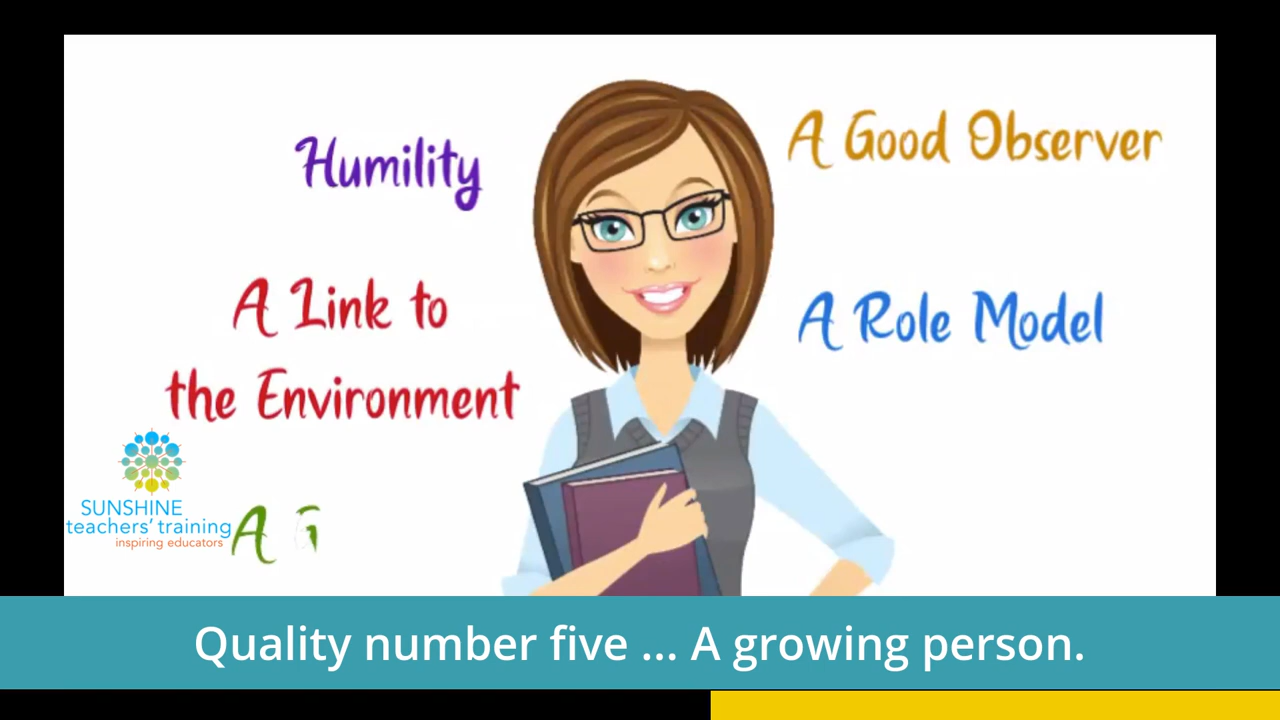 Humility
A Good Observer
A Link to
the Environment
A Role Model
SUNSHINE
teachers' training
inspiring educators
A G
Quality number five ... A growing person.